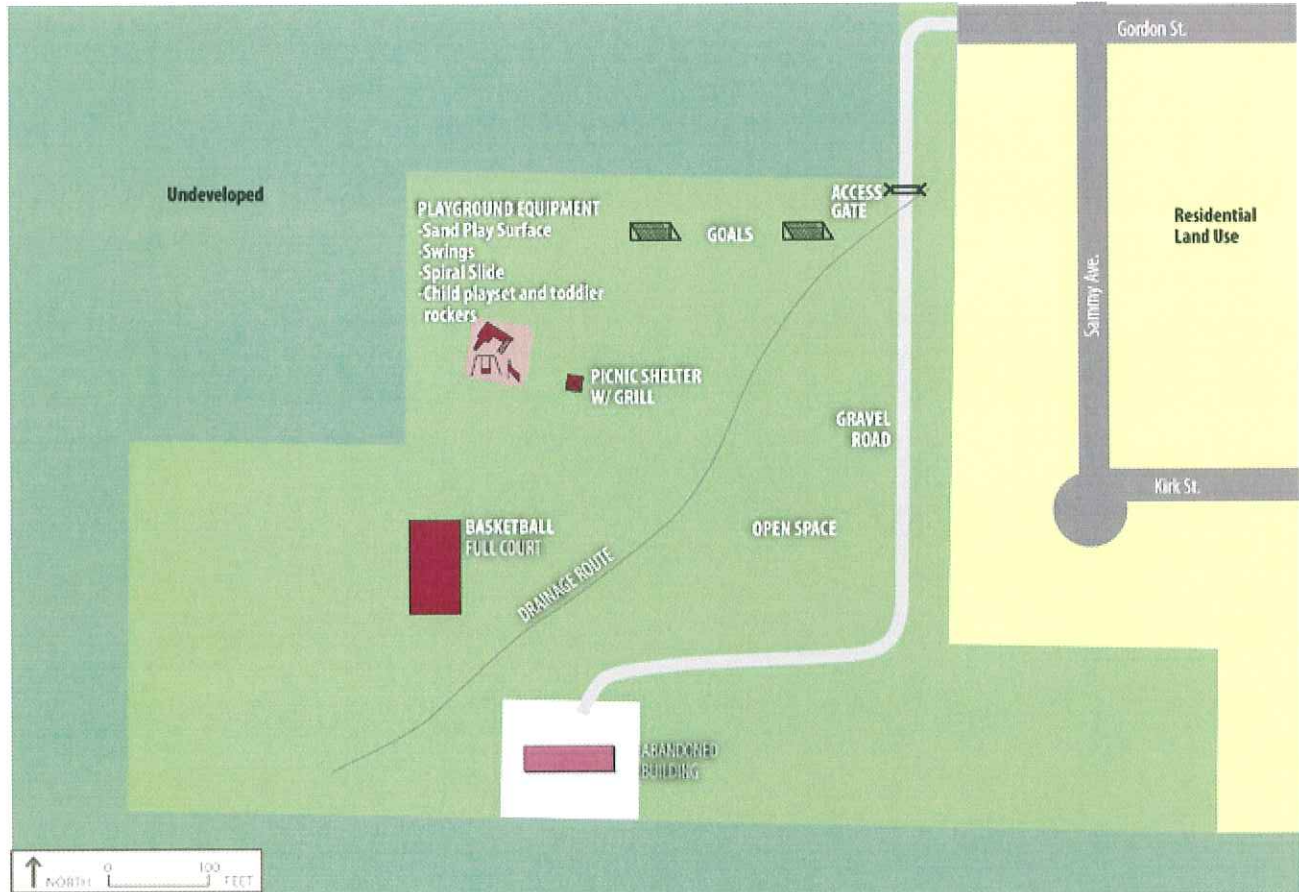 Gordon St.
Undeveloped
PLAYGROUND EQUIPMENT
-Sand Play Surface
-Swings
-Spiral Slide
-Child playset and toddler
rockers
GOALS
ACCESS
GATE
Residential
Land Use
Sammy Ave.
PICNIC SHELTER
W/ GRILL
GRAVEL
ROAD
Kirk St.
BASKETBALL
FULL COURT
OPEN SPACE
DRAINAGE ROUTE
ABANDONED
BUILDING
NORTH
0
100
FEET